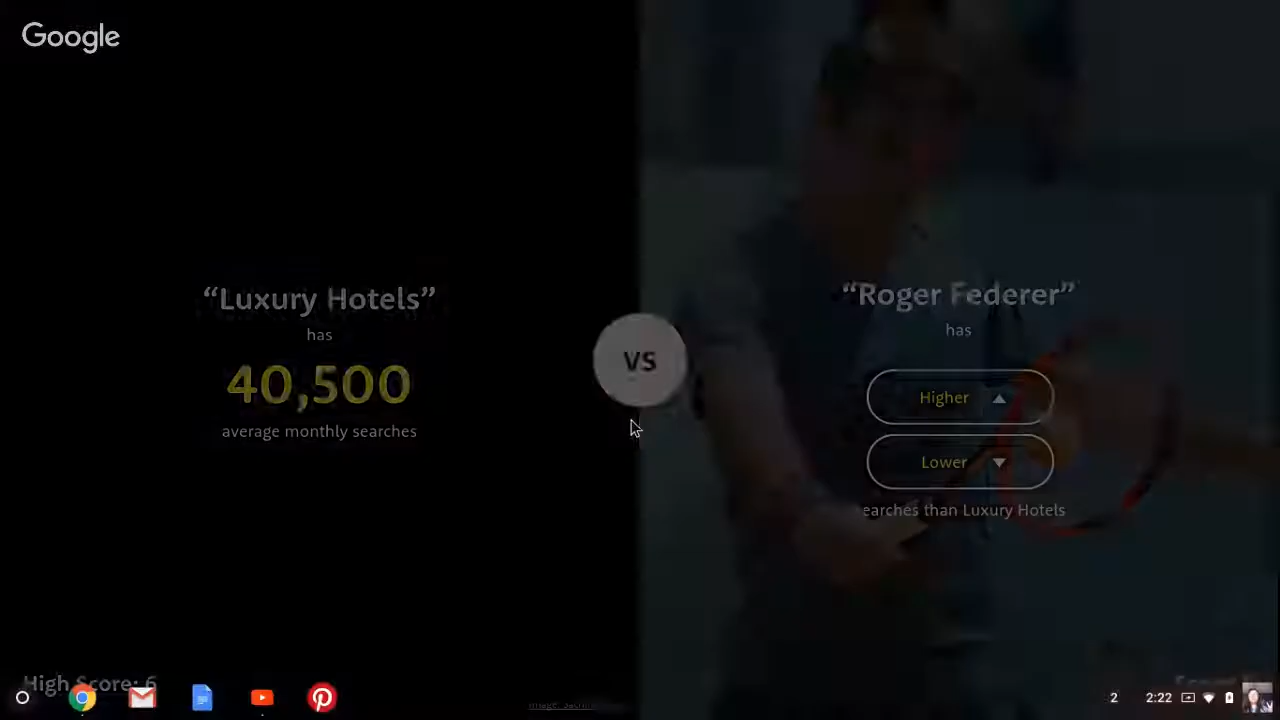 Google
“Luxury Hotels”
has
40,500
average monthly searches
VS
“Roger Federer”
has
Higher
Lower
earches than Luxury Hotels
High Score: 6
2
2:22